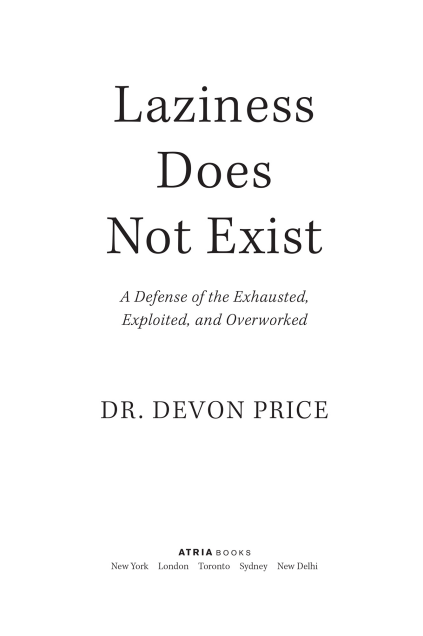 Laziness
Does
Not Exist
A Defense of the Exhausted,
Exploited, and Overworked
DR. DEVON PRICE
ATRIA BOOKS
New York London Toronto Sydney New Delhi